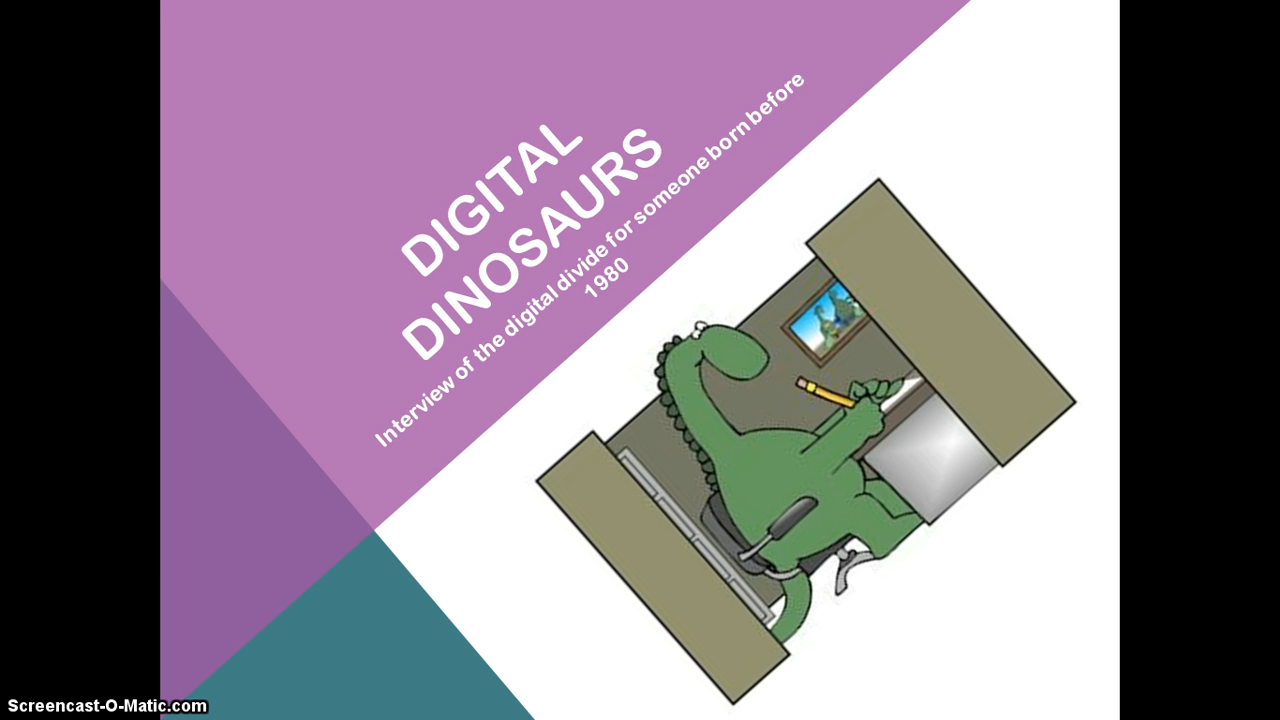 DIGITAL
DINOSAURS
Interview of the digital divide for someone born before
1980
Screencast-O-Matic.com